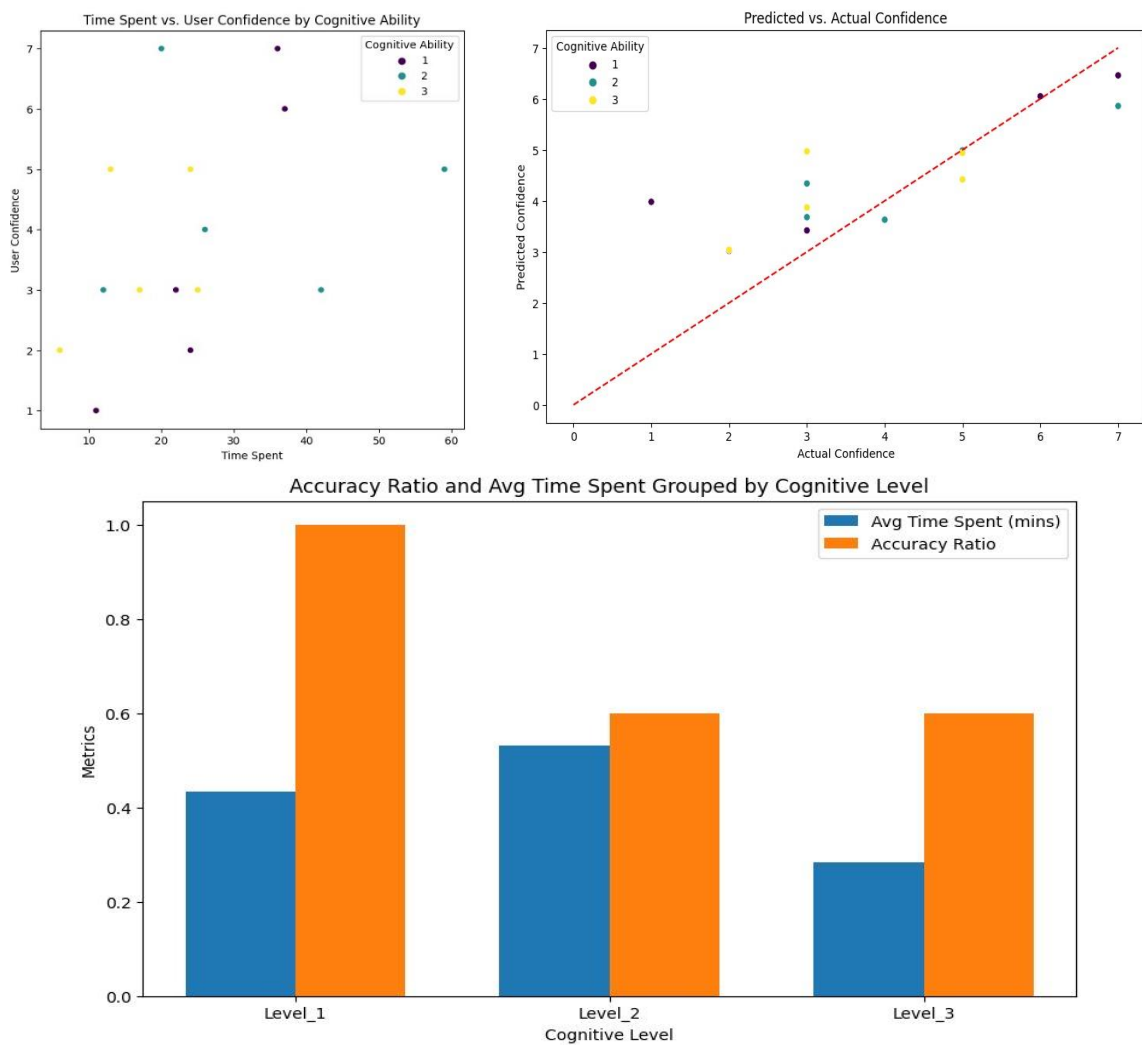 Time Spent vs. User Confidence by Cognitive Ability
Cognitive Ability
1
2
3
7
6
5
4
3
2
1
User Confidence
10 20 30 40 50 60
Time Spent
Predicted vs. Actual Confidence
Cognitive Ability
1
2
3
7
6
5
4
3
2
1
0
Predicted Confidence
0 1 2 3 4 5 6 7
Actual Confidence
Accuracy Ratio and Avg Time Spent Grouped by Cognitive Level
Avg Time Spent (mins)
Accuracy Ratio
1.0
0.8
0.6
0.4
0.2
0.0
Metrics
Level_1 Level_2 Level_3
Cognitive Level